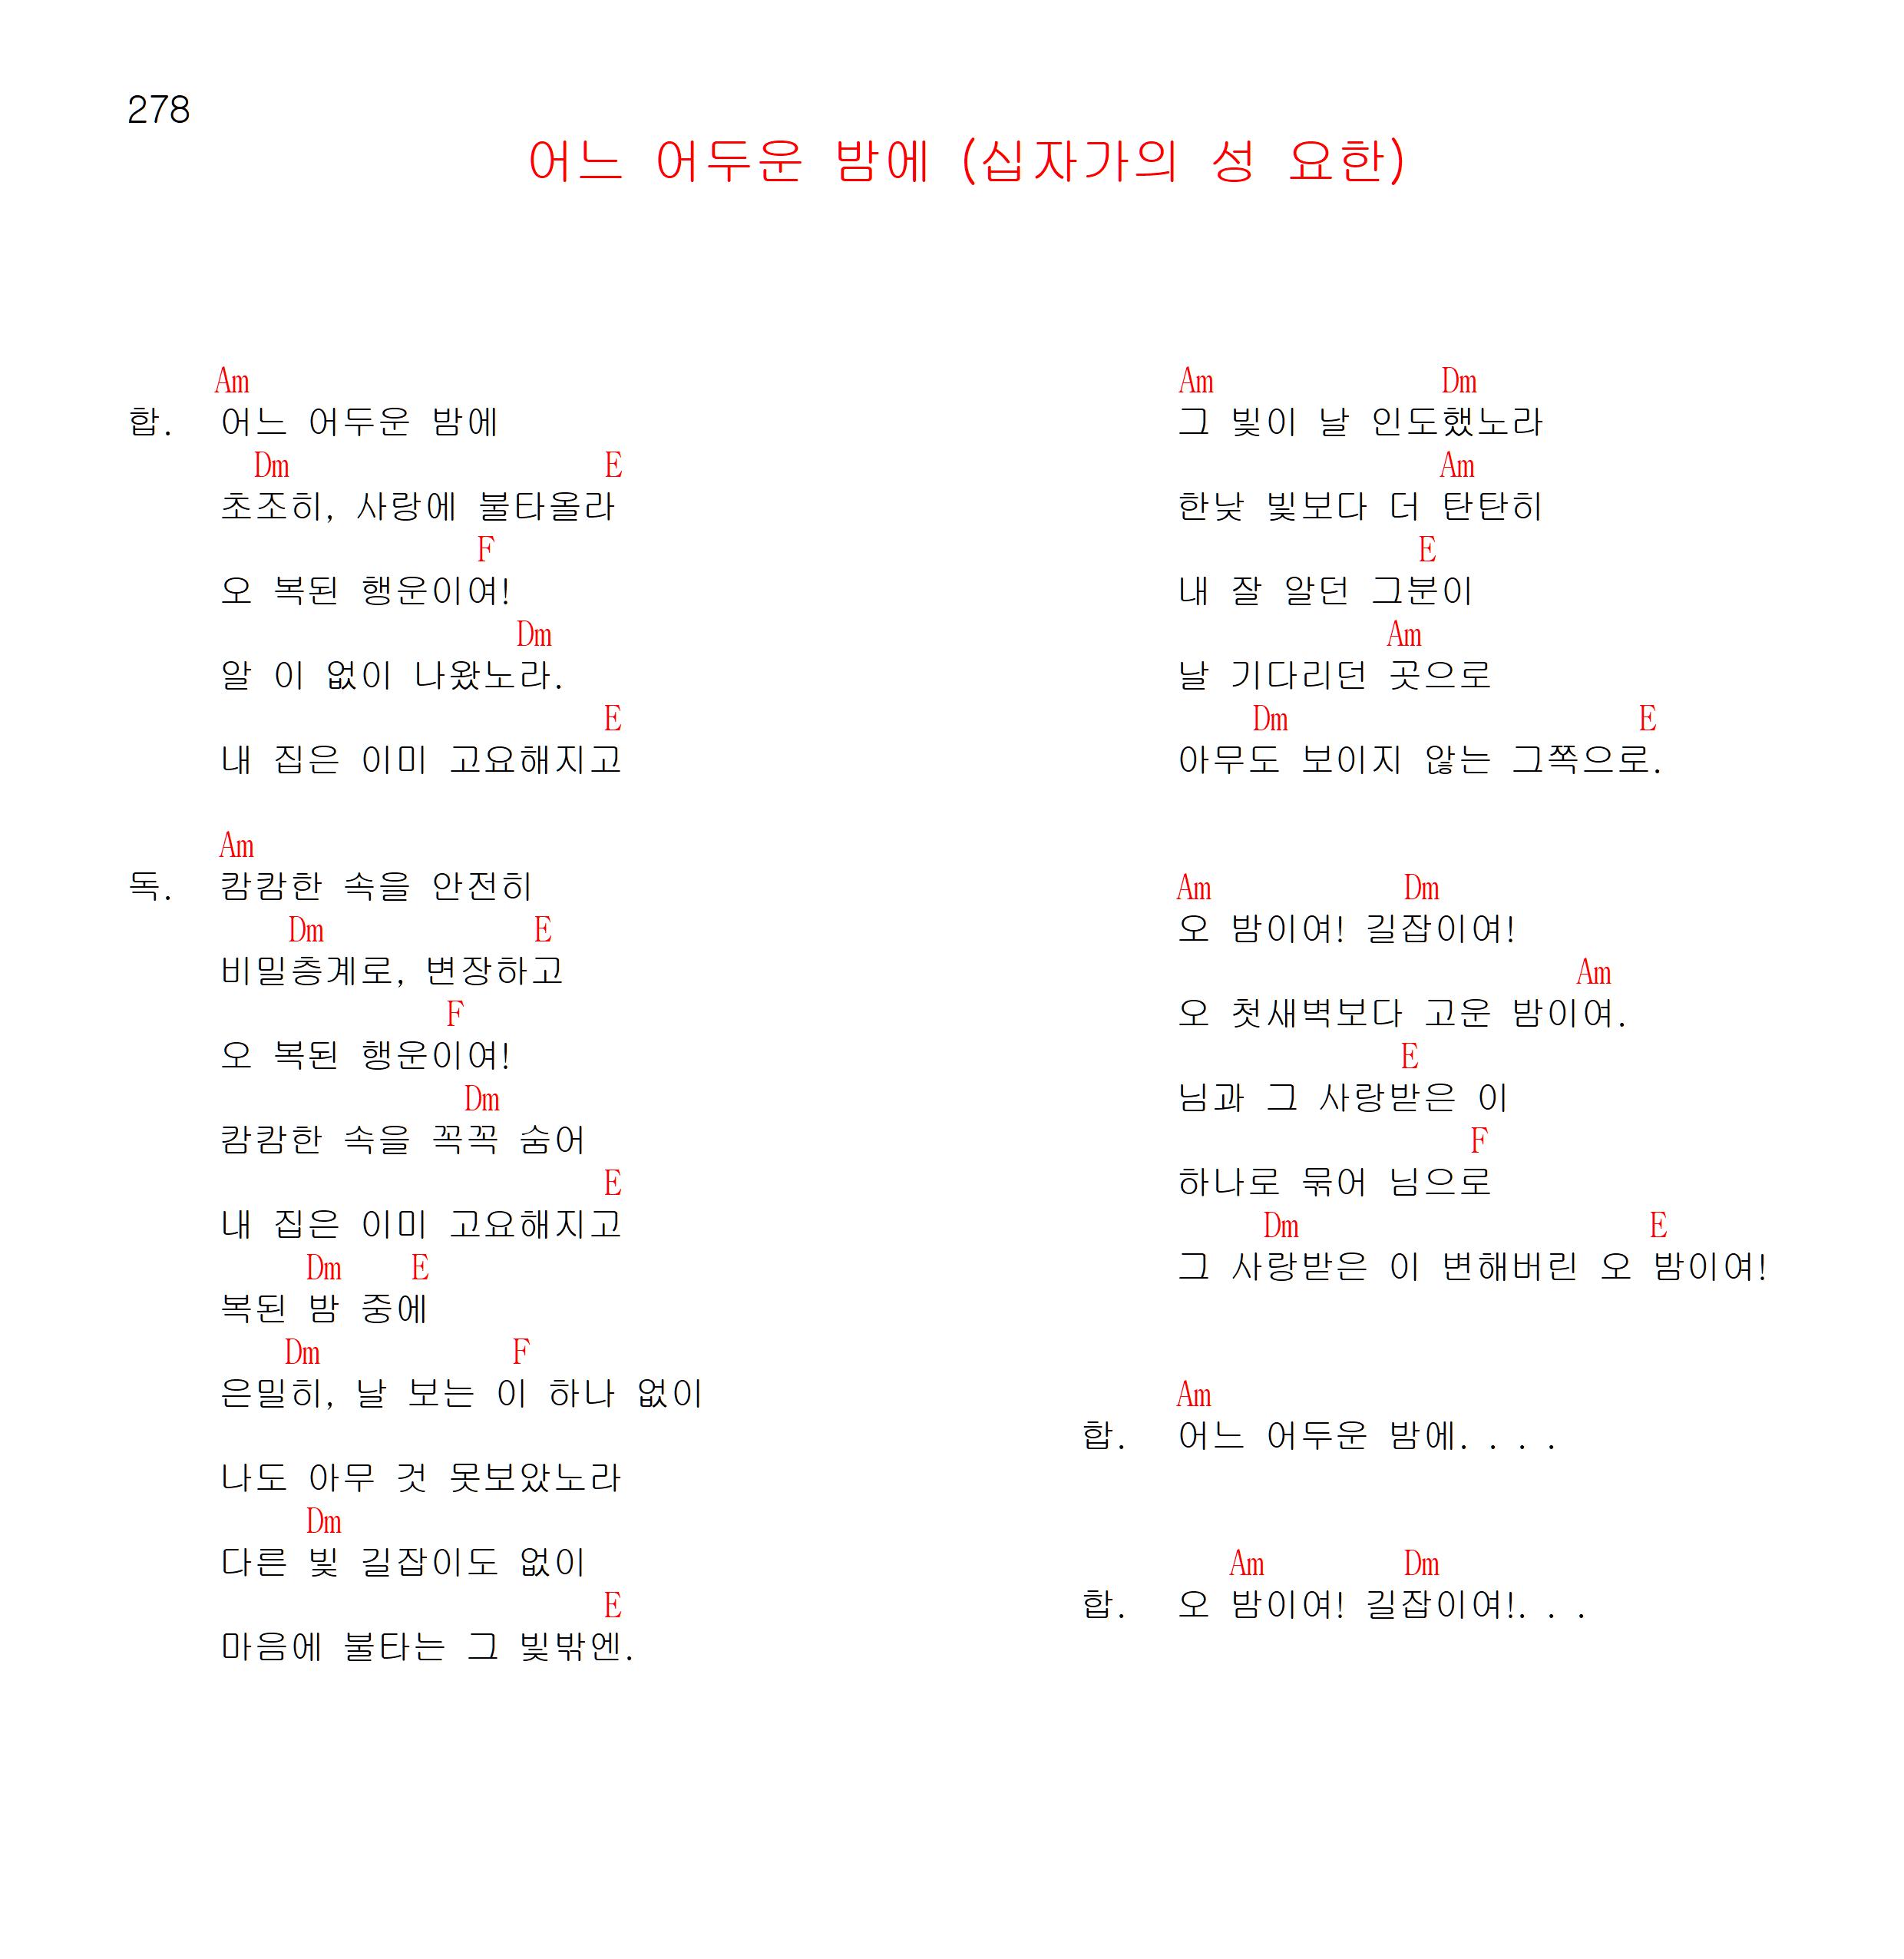 278
어느 어두운 밤에 (십자가의 성 요한)
Am
합. 어느 어두운 밤에
Dm E
초조히, 사랑에 불타올라
F
오 복된 행운이여!
Dm
알 이 없이 나왔노라.
E
내 집은 이미 고요해지고
Am
독. 캄캄한 속을 안전히
Dm E
비밀층계로, 변장하고
F
오 복된 행운이여!
Dm
캄캄한 속을 꼭꼭 숨어
E
내 집은 이미 고요해지고
Dm E
복된 밤 중에
Dm F
은밀히, 날 보는 이 하나 없이
나도 아무 것 못보았노라
Dm
다른 빛 길잡이도 없이
E
마음에 불타는 그 빛밖엔.
Am Dm
그 빛이 날 인도했노라
Am
한낮 빛보다 더 탄탄히
E
내 잘 알던 그분이
Am
날 기다리던 곳으로
Dm E
아무도 보이지 않는 그쪽으로.
Am Dm
오 밤이여! 길잡이여!
Am
오 첫새벽보다 고운 밤이여.
E
님과 그 사랑받은 이
F
하나로 묶어 님으로
Dm E
그 사랑받은 이 변해버린 오 밤이여!
Am
합. 어느 어두운 밤에. . . .
Am Dm
합. 오 밤이여! 길잡이여!. . .